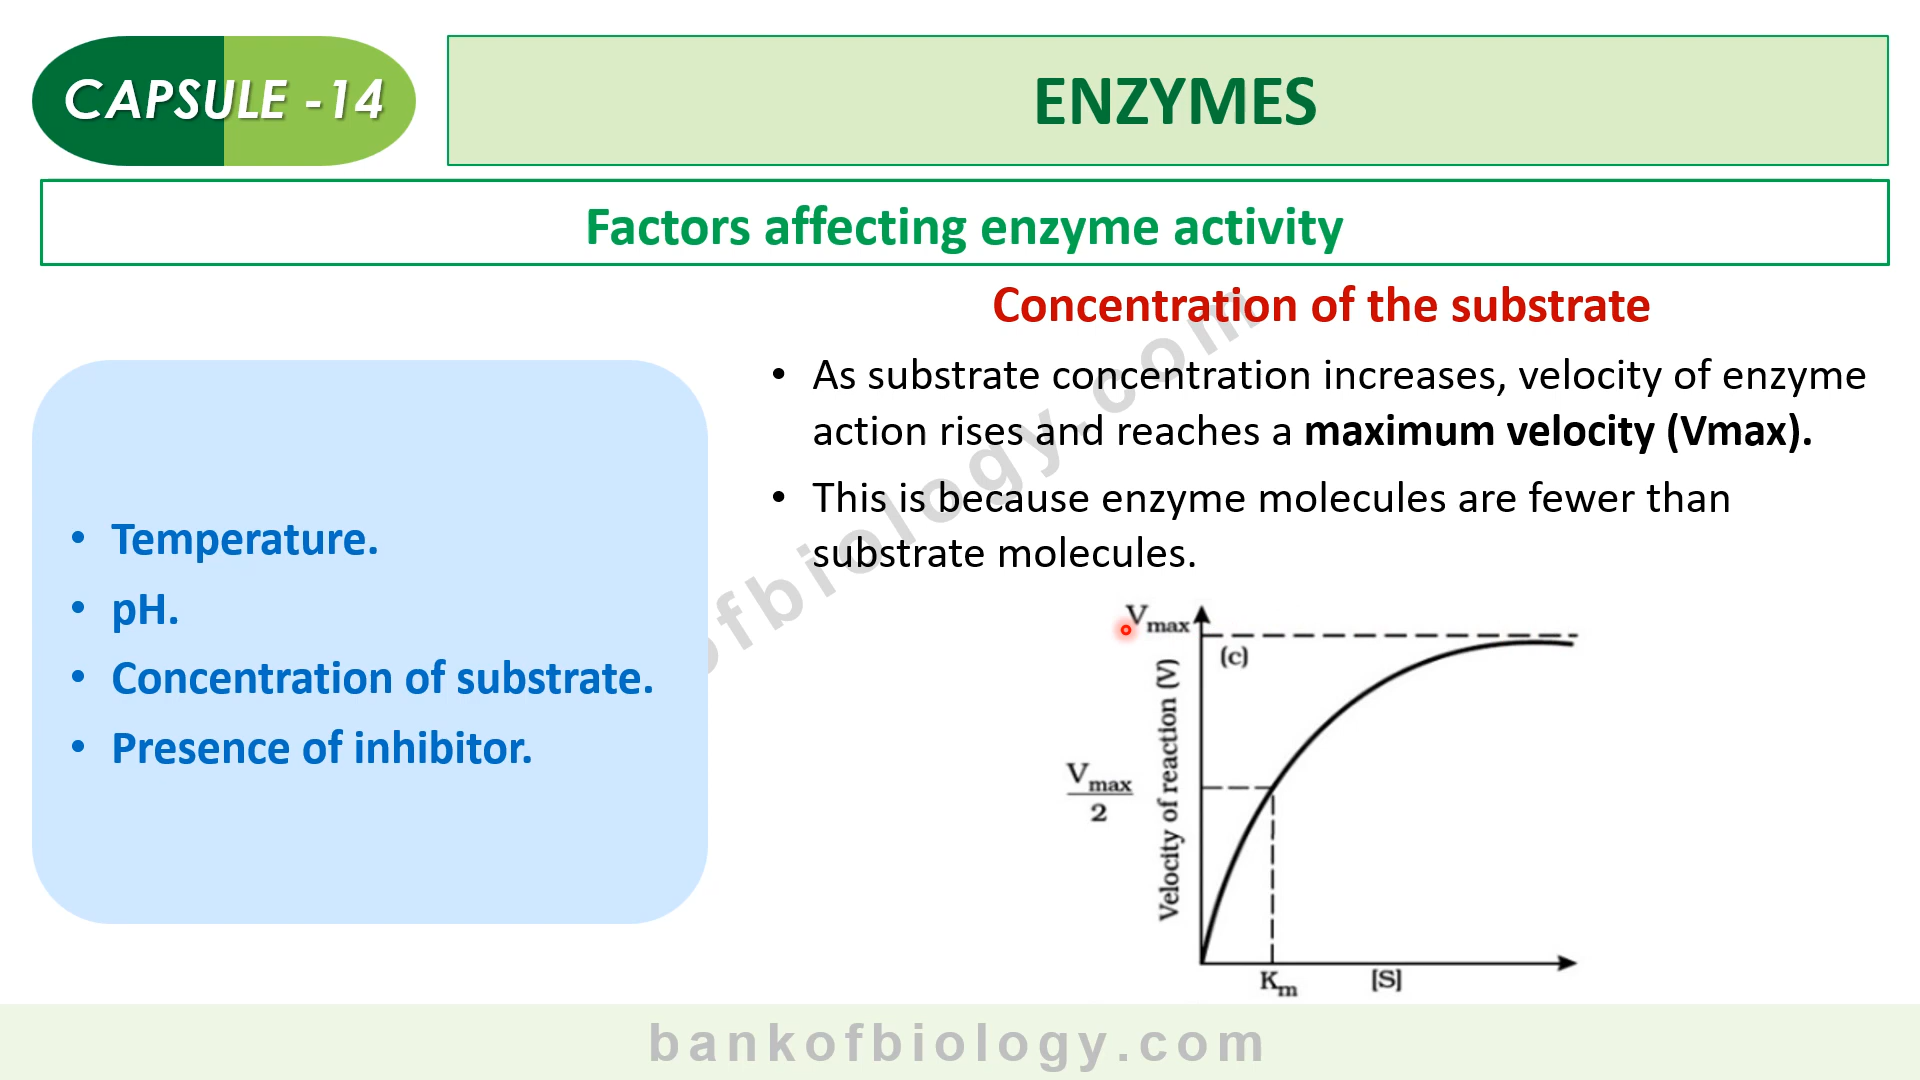 CAPSULE -14
ENZYMES
Factors affecting enzyme activity
Concentration of the substrate
• As substrate concentration increases, velocity of enzyme
action rises and reaches a maximum velocity (Vmax).
• This is because enzyme molecules are fewer than
substrate molecules.
• Temperature.
• pH.
• Concentration of substrate.
• Presence of inhibitor.
ofbiology.com
Vmax
(c)
Velocity of reaction (V)
Vmax
2
Km
[S]
bankofbiology.com